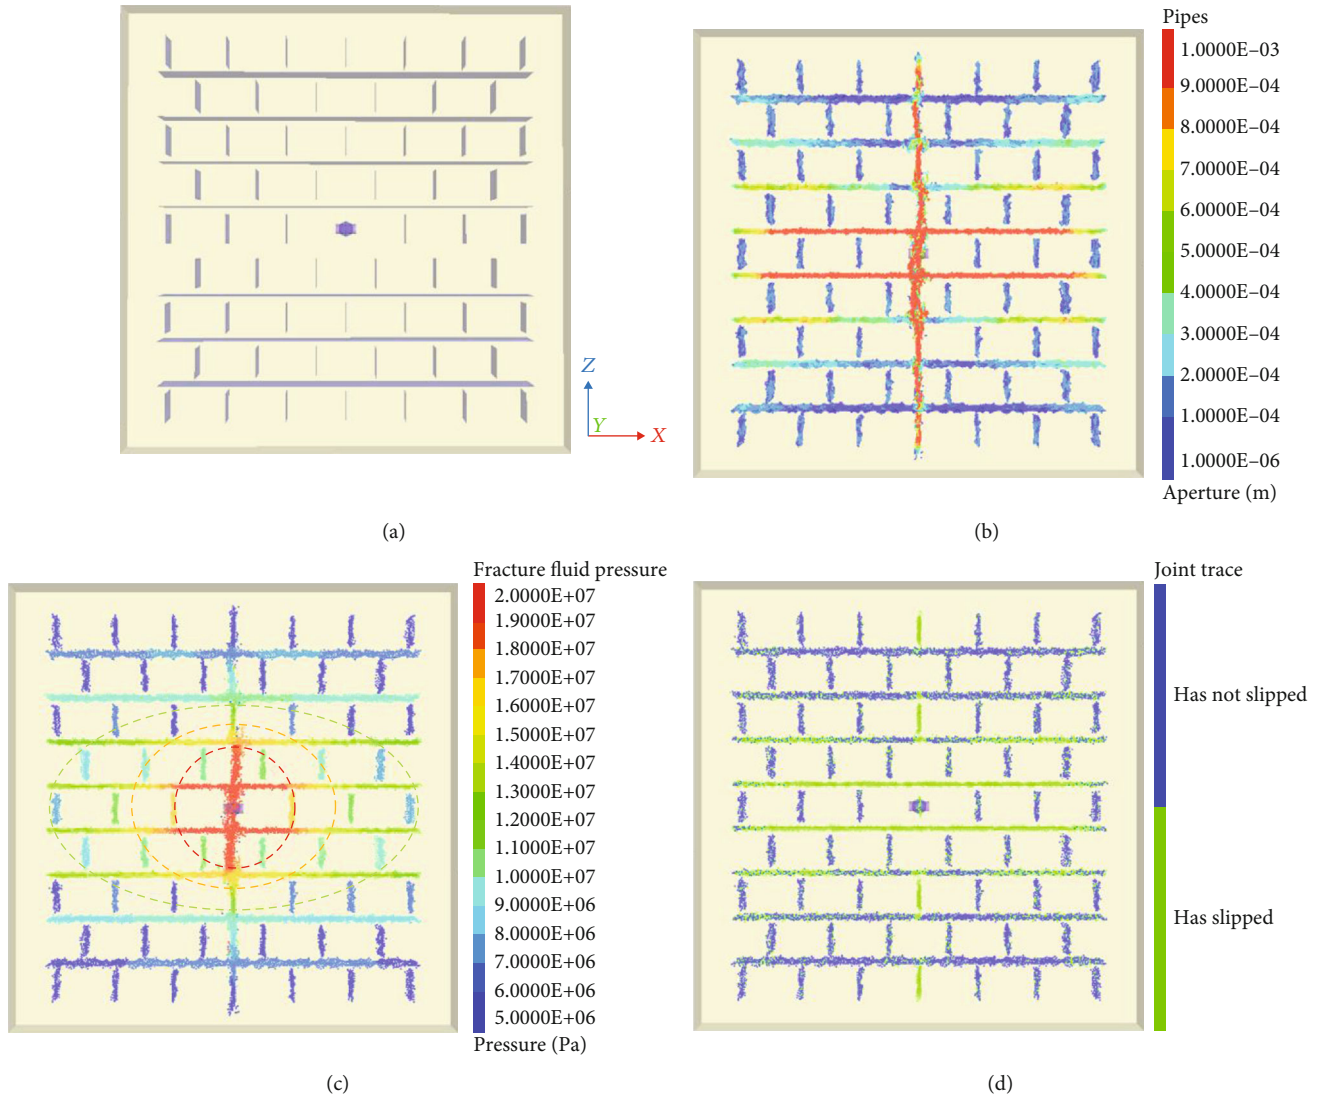 Z
Y
X
(a)
Pipes
1.0000E–03
9.0000E–04
8.0000E–04
7.0000E–04
6.0000E–04
5.0000E–04
4.0000E–04
3.0000E–04
2.0000E–04
1.0000E–04
1.0000E–06
Aperture (m)
(b)
Fracture fluid pressure
2.0000E+07
1.9000E+07
1.8000E+07
1.7000E+07
1.6000E+07
1.5000E+07
1.4000E+07
1.3000E+07
1.2000E+07
1.1000E+07
1.0000E+07
9.0000E+06
8.0000E+06
7.0000E+06
6.0000E+06
5.0000E+06
Pressure (Pa)
(c)
Joint trace
Has not slipped
Has slipped
(d)